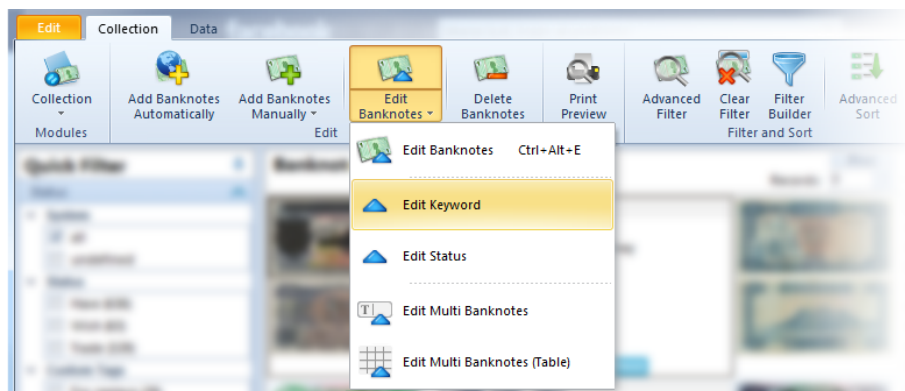 Edit Collection Data
Collection
Modules
Add Banknotes
Automatically
Add Banknotes
Manually
Edit
Banknotes
Delete
Banknotes
Edit
Print
Preview
Advanced
Filter
Clear
Filter
Filter
Builder
Advanced
Sort
Filter and Sort
Edit Banknotes Ctrl+Alt+E
Edit Keyword
Edit Status
Edit Multi Banknotes
Edit Multi Banknotes (Table)
Quick Filter